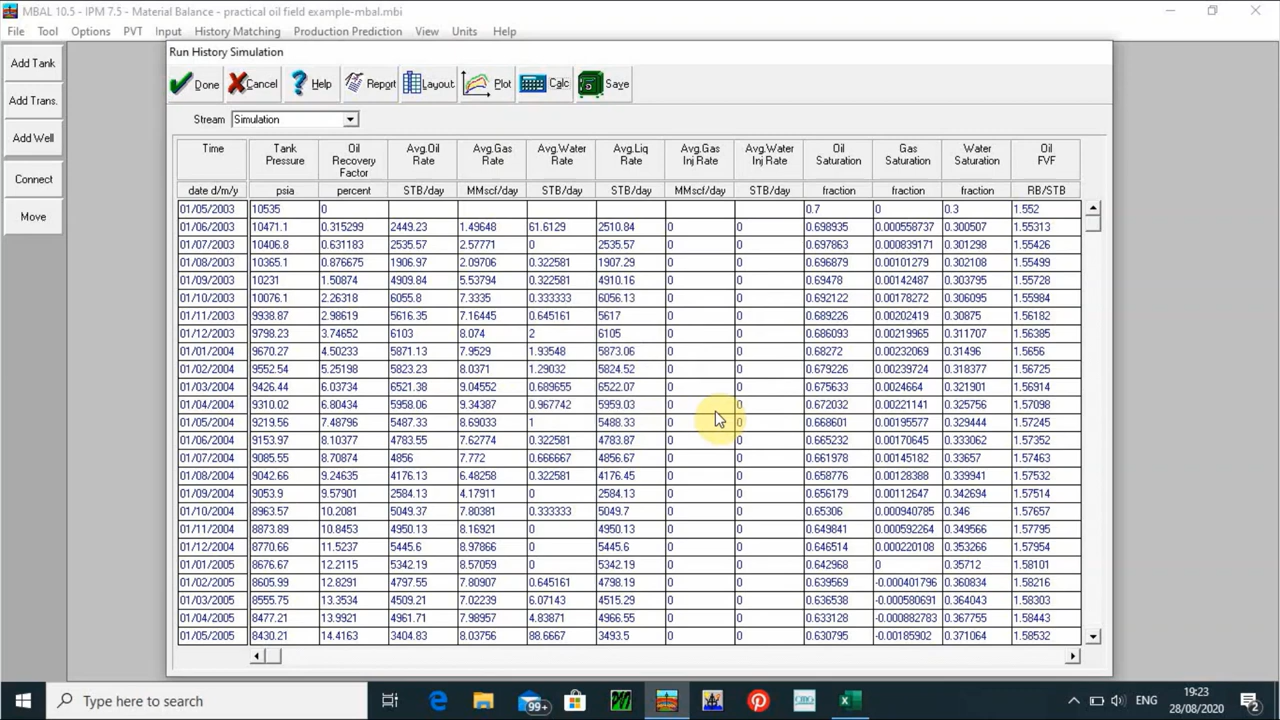 MBAL 10.5 - IPM 7.5 - Material Balance - practical oil field example-mbal.mbi
File Tool Options PVT Input History Matching Production Prediction View Units Help
Add Tank
Add Trans.
Add Well
Connect
Move
Run History Simulation
Done Cancel Help Report Layout Plot Calc Save
Stream Simulation
Time Tank Pressure Oil Recovery Factor Avg.Oil Rate Avg.Gas Rate Avg.Water Rate Avg.Liq Rate Avg.Gas Inj Rate Avg.Water Inj Rate Oil Saturation Gas Saturation Water Saturation Oil FVF
date d/m/y psia percent STB/day MMscf/day STB/day STB/day MMscf/day STB/day fraction fraction fraction RB/STB
01/05/2003 10535 0 0.7 0 0.3 1.552
01/06/2003 10471.1 0.315299 2449.23 1.49648 61.6129 2510.84 0 0 0.698935 0.000558737 0.300507 1.55313
01/07/2003 10406.8 0.631183 2535.57 2.57771 0 2535.57 0 0 0.697863 0.000839171 0.301298 1.55426
01/08/2003 10365.1 0.876675 1906.97 2.09706 0.322581 1907.29 0 0 0.696879 0.00101279 0.302108 1.55499
01/09/2003 10231 1.50874 4909.84 5.53794 0.322581 4910.16 0 0 0.69478 0.00142487 0.303795 1.55728
01/10/2003 10076.1 2.26318 6055.8 7.3335 0.333333 6056.13 0 0 0.692122 0.00178272 0.306095 1.55984
01/11/2003 9938.87 2.98619 5616.35 7.16445 0.645161 5617 0 0 0.689226 0.00202419 0.30875 1.56182
01/12/2003 9798.23 3.74652 6103 8.074 2 6105 0 0 0.686093 0.00219965 0.311707 1.56385
01/01/2004 9670.27 4.50233 5871.13 7.9529 1.93548 5873.06 0 0 0.68272 0.00232069 0.31496 1.5656
01/02/2004 9552.54 5.25198 5823.23 8.0371 1.29032 5824.52 0 0 0.679226 0.00239724 0.318377 1.56725
01/03/2004 9426.44 6.03734 6521.38 9.04552 0.689655 6522.07 0 0 0.675633 0.0024664 0.321901 1.56914
01/04/2004 9310.02 6.80434 5958.06 9.34387 0.967742 5959.03 0 0 0.672032 0.00221141 0.325756 1.57098
01/05/2004 9219.56 7.48796 5487.33 8.69033 1 5488.33 0 0 0.668601 0.00195577 0.329444 1.57245
01/06/2004 9153.97 8.10377 4783.55 7.62774 0.322581 4783.87 0 0 0.665232 0.00170645 0.333062 1.57352
01/07/2004 9085.55 8.70874 4856 7.772 0.666667 4856.67 0 0 0.661978 0.00145182 0.33657 1.57463
01/08/2004 9042.66 9.24635 4176.13 6.48258 0.322581 4176.45 0 0 0.658776 0.00128388 0.339941 1.57532
01/09/2004 9053.9 9.57901 2584.13 4.17911 0 2584.13 0 0 0.656179 0.00112647 0.342694 1.57514
01/10/2004 8963.57 10.2081 5049.37 7.80381 0.333333 5049.7 0 0 0.65306 0.000940785 0.346 1.57657
01/11/2004 8873.89 10.8453 4950.13 8.16921 0 4950.13 0 0 0.649841 0.000592264 0.349566 1.57795
01/12/2004 8770.66 11.5237 5445.6 8.97866 0 5445.6 0 0 0.646514 0.000220108 0.353266 1.57954
01/01/2005 8676.67 12.2115 5342.19 8.57059 0 5342.19 0 0 0.642968 0 0.35712 1.58101
01/02/2005 8605.99 12.8291 4797.55 7.80907 0.645161 4798.19 0 0 0.639569 -0.000401796 0.360834 1.58216
01/03/2005 8555.75 13.3534 4509.21 7.02239 6.07143 4515.29 0 0 0.636538 -0.000580691 0.364043 1.58303
01/04/2005 8477.21 13.9921 4961.71 7.98957 4.83871 4966.55 0 0 0.633128 -0.000882783 0.367755 1.58443
01/05/2005 8430.21 14.4163 3404.83 8.03756 88.6667 3493.5 0 0 0.630795 -0.00185902 0.371064 1.58532
Type here to search 99+ ENG 19:23
28/08/2020 2